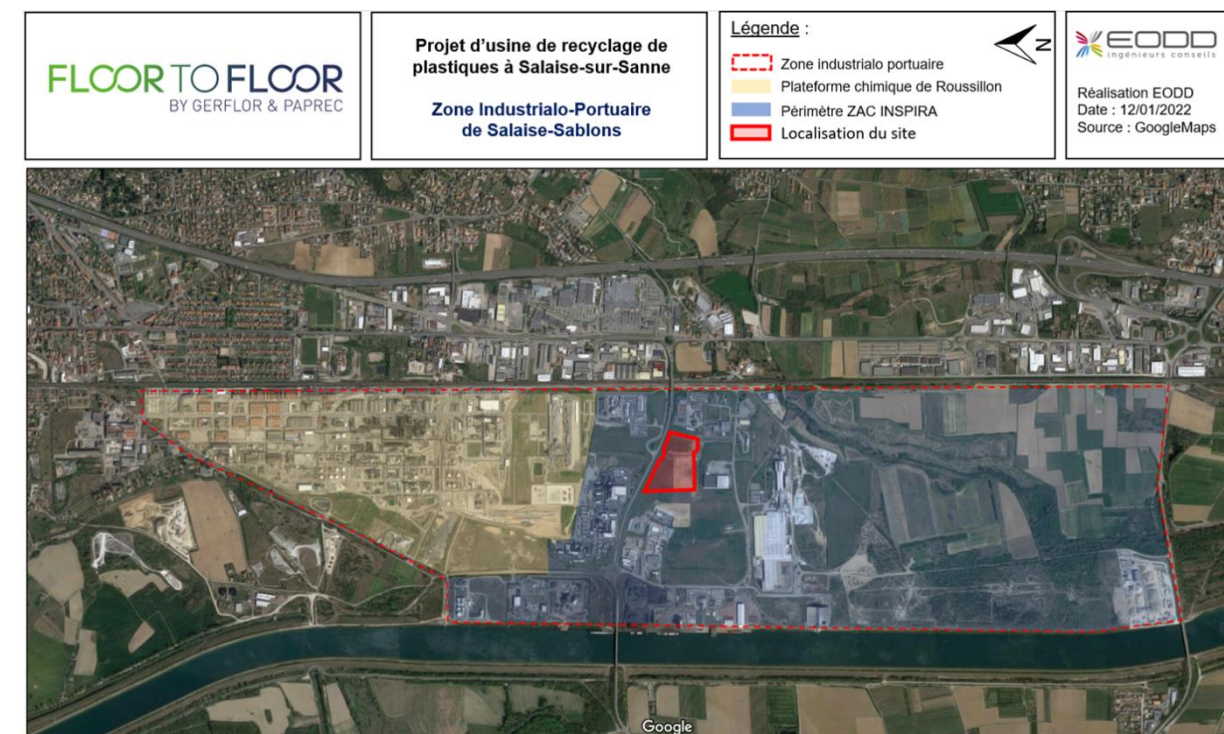 FLOOR TO FLOOR
BY GERFLOR & PAPREC
Projet d'usine de recyclage de
plastiques à Salaise-sur-Sanne
Zone Industrialo-Portuaire
de Salaise-Sablons
Légende :
N
Zone industrialo portuaire
Plateforme chimique de Roussillon
Périmètre ZAC INSPIRA
Localisation du site
EODD
ingénieurs conseils
Réalisation EODD
Date : 12/01/2022
Source : GoogleMaps
Google